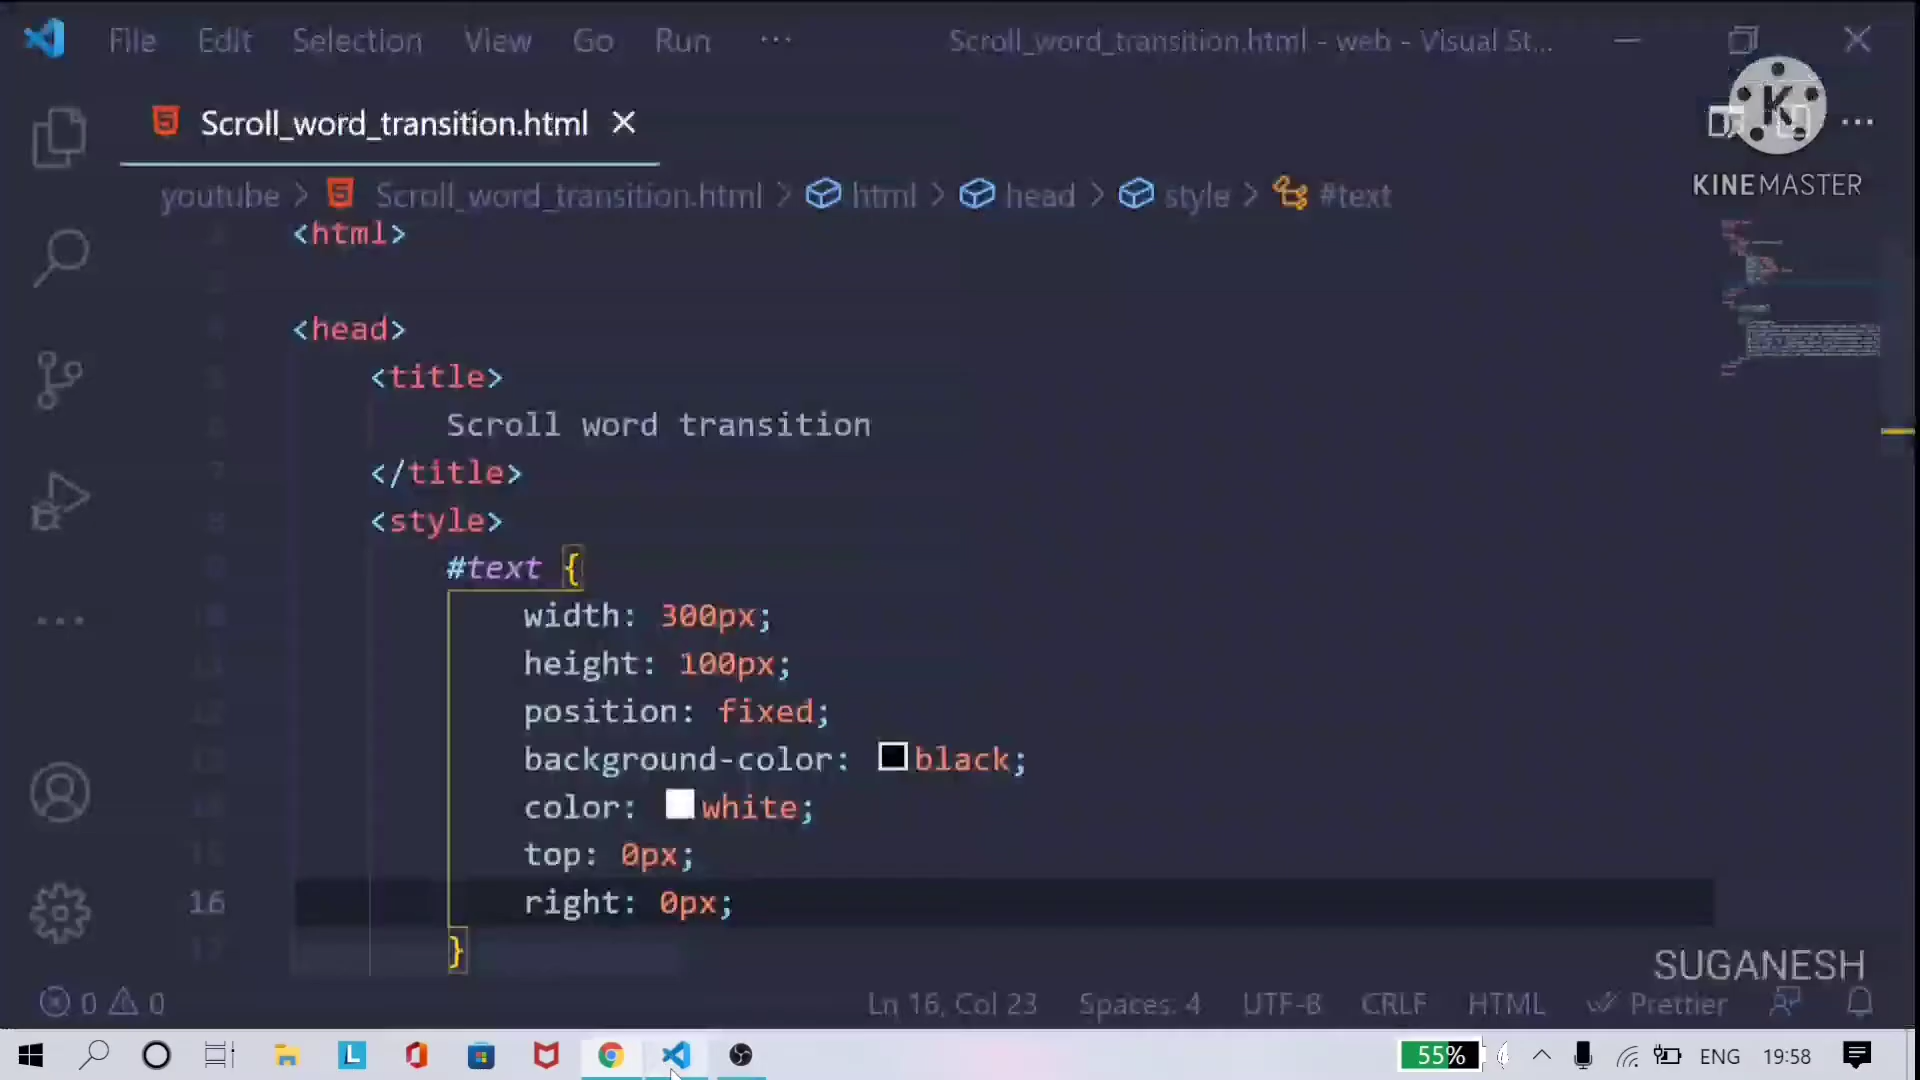 File Edit Selection View Go Run ··· Scroll_word_transition.html - web - Visual St...
Scroll_word_transition.html
K
KINEMASTER
youtube > Scroll_word_transition.html > html > head > style > #text
<html>
<head>
<title>
Scroll word transition
</title>
7
<style>
#text {
width: 300px;
height: 100px;
position: fixed;
background-color: black;
color: white;
top: 0px;
16 right: 0px;
17 }
SUGANESH
0 0 Ln 16, Col 23 Spaces: 4 UTF-8 CRLF HTML Prettier
L 55% ENG 19:58